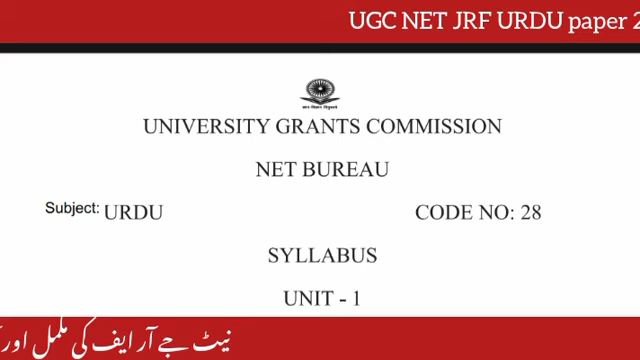 UGC NET JRF URDU paper 2
UNIVERSITY GRANTS COMMISSION
NET BUREAU
Subject: URDU
CODE NO: 28
SYLLABUS
UNIT - 1
نیٹ جے آر ایف کی مکمل اور